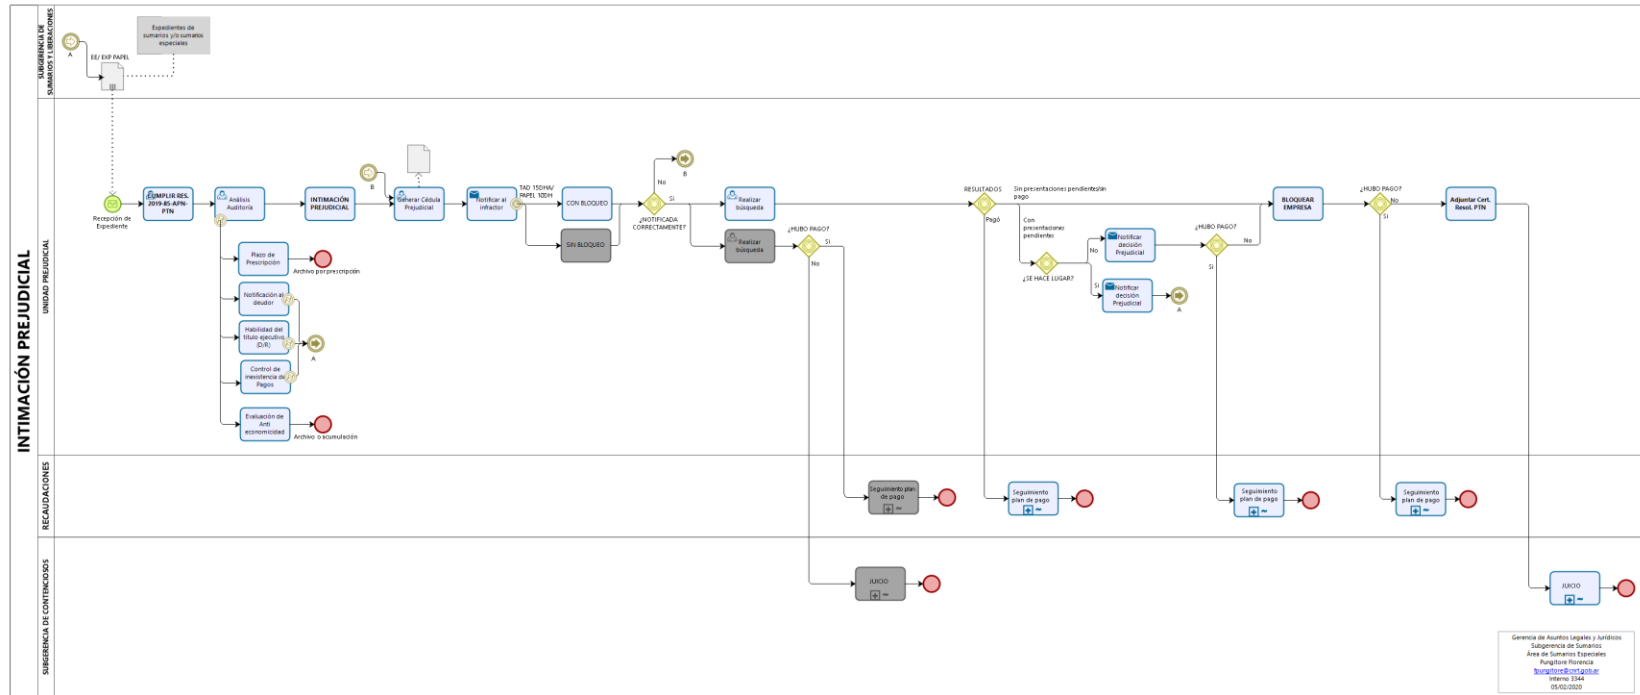 INTIMACIÓN PREJUDICIAL
SUBGERENCIA DE
SUMARIOS Y LIBERACIONES
A
EE/ EXP PAPEL
Expedientes de
sumarios y/o sumarios
especiales
UNIDAD PREJUDICIAL
Recepción de
Expediente
CUMPLIR RES.
2019-85-APN-
PTN
Análisis
Auditoría
INTIMACIÓN
PREJUDICIAL
B
Generar Cédula
Prejudicial
Notificar al
infractor
TAD 15DHA/
PAPEL 10DH
CON BLOQUEO
SIN BLOQUEO
No
B
Si
¿NOTIFICADA
CORRECTAMENTE?
Realizar
búsqueda
Realizar
búsqueda
¿HUBO PAGO?
Si
No
RESULTADOS
Sin presentaciones pendientes/sin
pago
Pagó
Con
presentaciones
pendientes
¿SE HACE LUGAR?
No
Si
Notificar
decisión
Prejudicial
Notificar
decisión
Prejudicial
A
¿HUBO PAGO?
No
Si
BLOQUEAR
EMPRESA
¿HUBO PAGO?
No
Si
Adjuntar Cert.
Resol. PTN
Plazo de
Prescripción
Archivo por prescripción
Notificación al
deudor
Habilidad del
título ejecutivo
(D/R)
A
Control de
inexistencia de
Pagos
Evaluación de
Anti
economicidad
Archivo o acumulación
RECAUDACIONES
Seguimiento plan
de pago
Seguimiento
plan de pago
Seguimiento
plan de pago
Seguimiento
plan de pago
SUBGERENCIA DE CONTENCIOSOS
JUICIO
JUICIO
Gerencia de Asuntos Legales y Jurídicos
Subgerencia de Sumarios
Área de Sumarios Especiales
Pungitore Florencia
fpungitore@cnrt.gob.ar
Interno 3344
05/02/2020